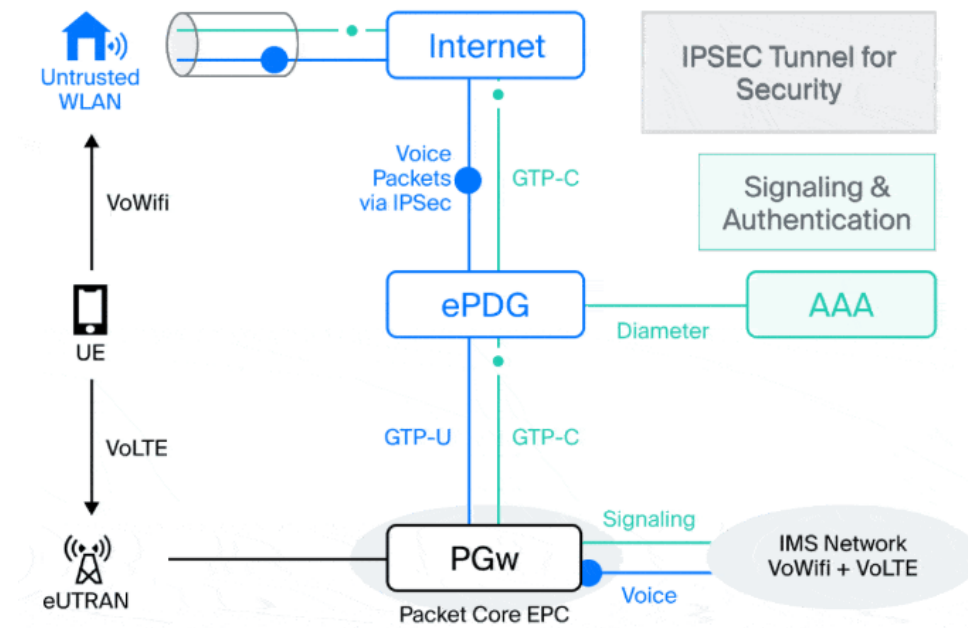 Internet
IPSEC Tunnel for
Security
Untrusted
WLAN
Voice
Packets
via IPSec
GTP-C
Signaling &
Authentication
VoWifi
UE
ePDG
AAA
Diameter
VoLTE
GTP-U
GTP-C
Signaling
PGw
IMS Network
VoWifi + VoLTE
Voice
eUTRAN
Packet Core EPC